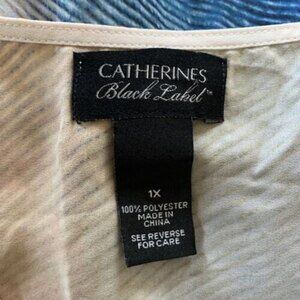 CATHERINES
Black Label™
1X
100% POLYESTER
MADE IN
CHINA
SEE REVERSE
FOR CARE